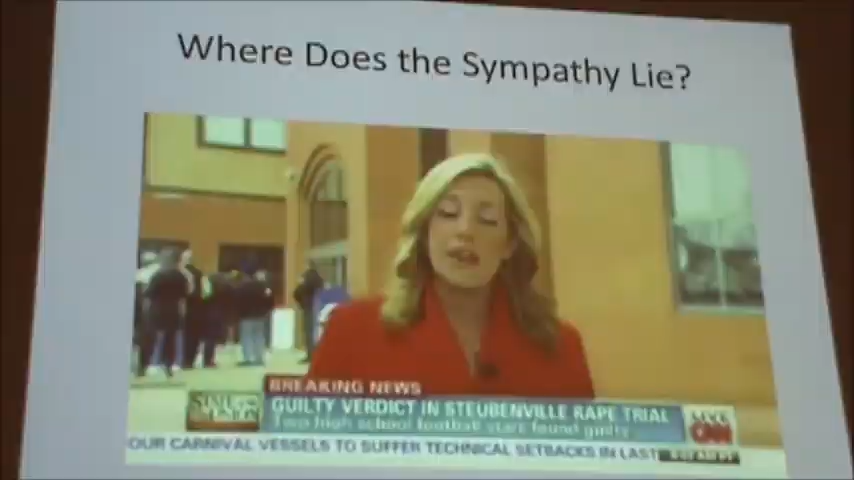 Where Does the Sympathy Lie?
BREAKING NEWS
GUILTY VERDICT IN STEUBENVILLE RAPE TRIAL
Two high school football stars found guilty
LIVE
CNN
OUR CARNIVAL VESSELS TO SUFFER TECHNICAL SETBACKS IN LAST